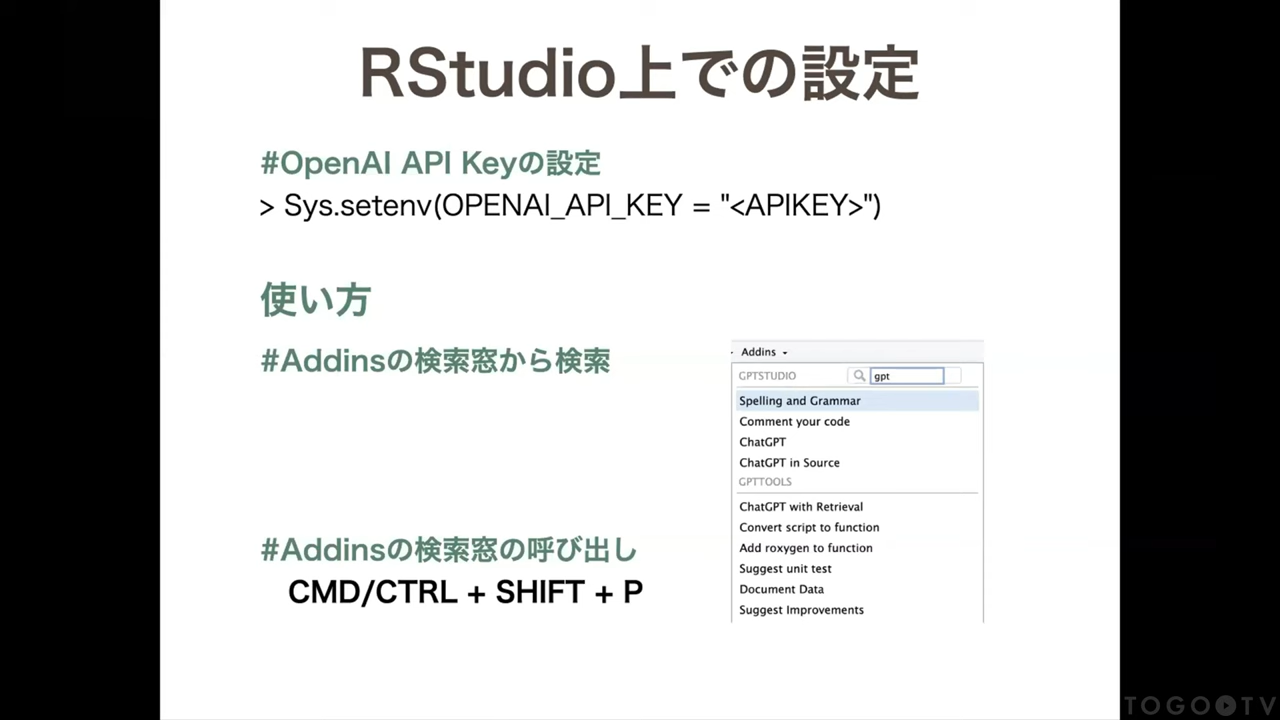 RStudio上での設定
#OpenAI API Keyの設定
> Sys.setenv(OPENAI_API_KEY = "<APIKEY>")
使い方
#Addinsの検索窓から検索
Addins
GPTSTUDIO
gpt
Spelling and Grammar
Comment your code
ChatGPT
ChatGPT in Source
GPTTOOLS
ChatGPT with Retrieval
Convert script to function
Add roxygen to function
Suggest unit test
Document Data
Suggest Improvements
#Addinsの検索窓の呼び出し
CMD/CTRL + SHIFT + P
TOGO TV